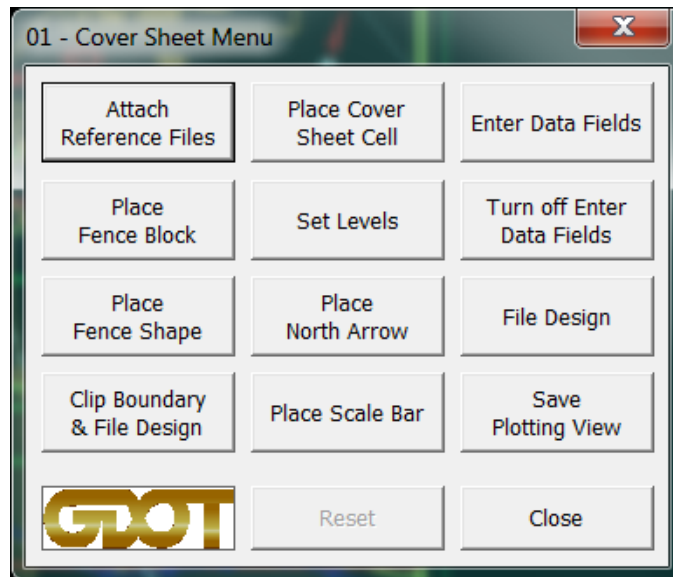 01 - Cover Sheet Menu
X
Attach
Reference Files
Place Cover
Sheet Cell
Enter Data Fields
Place
Fence Block
Set Levels
Turn off Enter
Data Fields
Place
Fence Shape
Place
North Arrow
File Design
Clip Boundary
& File Design
Place Scale Bar
Save
Plotting View
GDOT
Reset
Close